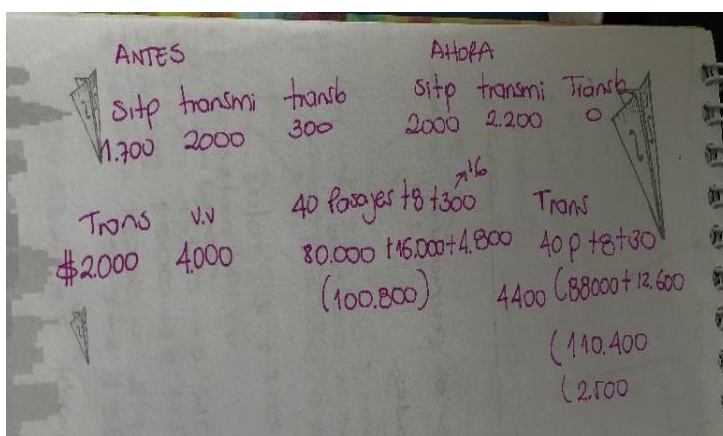 ANTES AHORA
Sitp transmi transb Sitp transmi Transb
1.700 2000 300 2000 2.200 0
Trans V.V 40 Pasajes +8+300 ↗16 Trans
$2.000 4.000 80.000 +16.000+4.800 40 p +8+30
(100.800) 4400 (88000+12.600
(110.400
(2.500